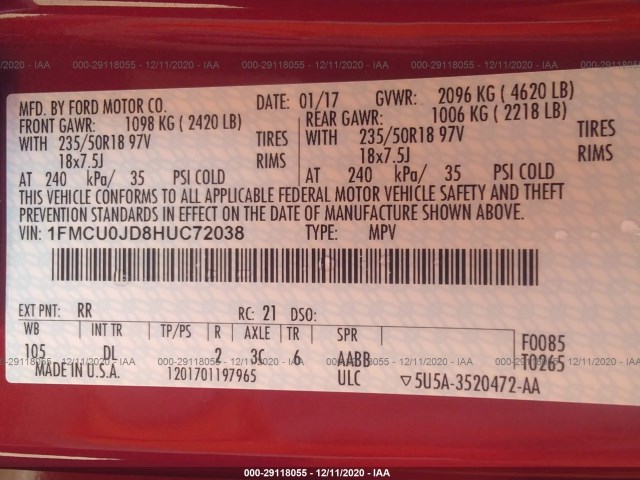 000-29118055 - 12/11/2020 - IAA
MFD. BY FORD MOTOR CO. DATE: 01/17 GVWR: 2096 KG ( 4620 LB)
FRONT GAWR: 1098 KG ( 2420 LB) REAR GAWR: 1006 KG ( 2218 LB)
WITH 235/50R18 97V TIRES WITH 235/50R18 97V TIRES
18x7.5J RIMS 18x7.5J RIMS
AT 240 kPa/ 35 PSI COLD AT 240 kPa/ 35 PSI COLD
THIS VEHICLE CONFORMS TO ALL APPLICABLE FEDERAL MOTOR VEHICLE SAFETY AND THEFT
PREVENTION STANDARDS IN EFFECT ON THE DATE OF MANUFACTURE SHOWN ABOVE.
VIN: 1FMCU0JD8HUC72038 TYPE: MPV
EXT PNT: RR RC: 21 DSO:
WB INT TR TP/PS R AXLE TR SPR F0085
105 DL 2 3C 6 AABB T0265
MADE IN U.S.A. 1201701197965 ULC ▽5U5A-3520472-AA
000-29118055 - 12/11/2020 - IAA